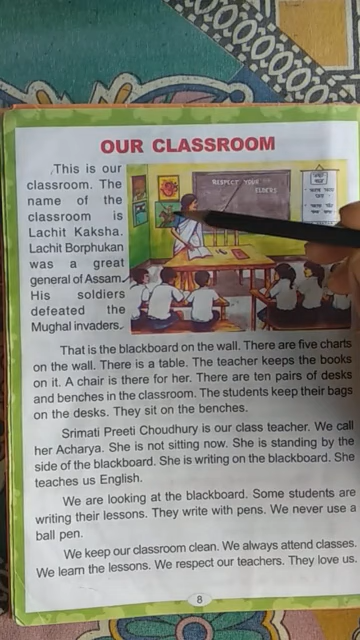 OUR CLASSROOM
This is our
classroom. The
name of the
classroom is
Lachit Kaksha.
Lachit Borphukan
was a great
general of Assam.
His soldiers
defeated the
Mughal invaders.
RESPECT YOUR
ELDERS
That is the blackboard on the wall. There are five charts
on the wall. There is a table. The teacher keeps the books
on it. A chair is there for her. There are ten pairs of desks
and benches in the classroom. The students keep their bags
on the desks. They sit on the benches.
Srimati Preeti Choudhury is our class teacher. We call
her Acharya. She is not sitting now. She is standing by the
side of the blackboard. She is writing on the blackboard. She
teaches us English.
We are looking at the blackboard. Some students are
writing their lessons. They write with pens. We never use a
ball pen.
We keep our classroom clean. We always attend classes.
We learn the lessons. We respect our teachers. They love us.
8